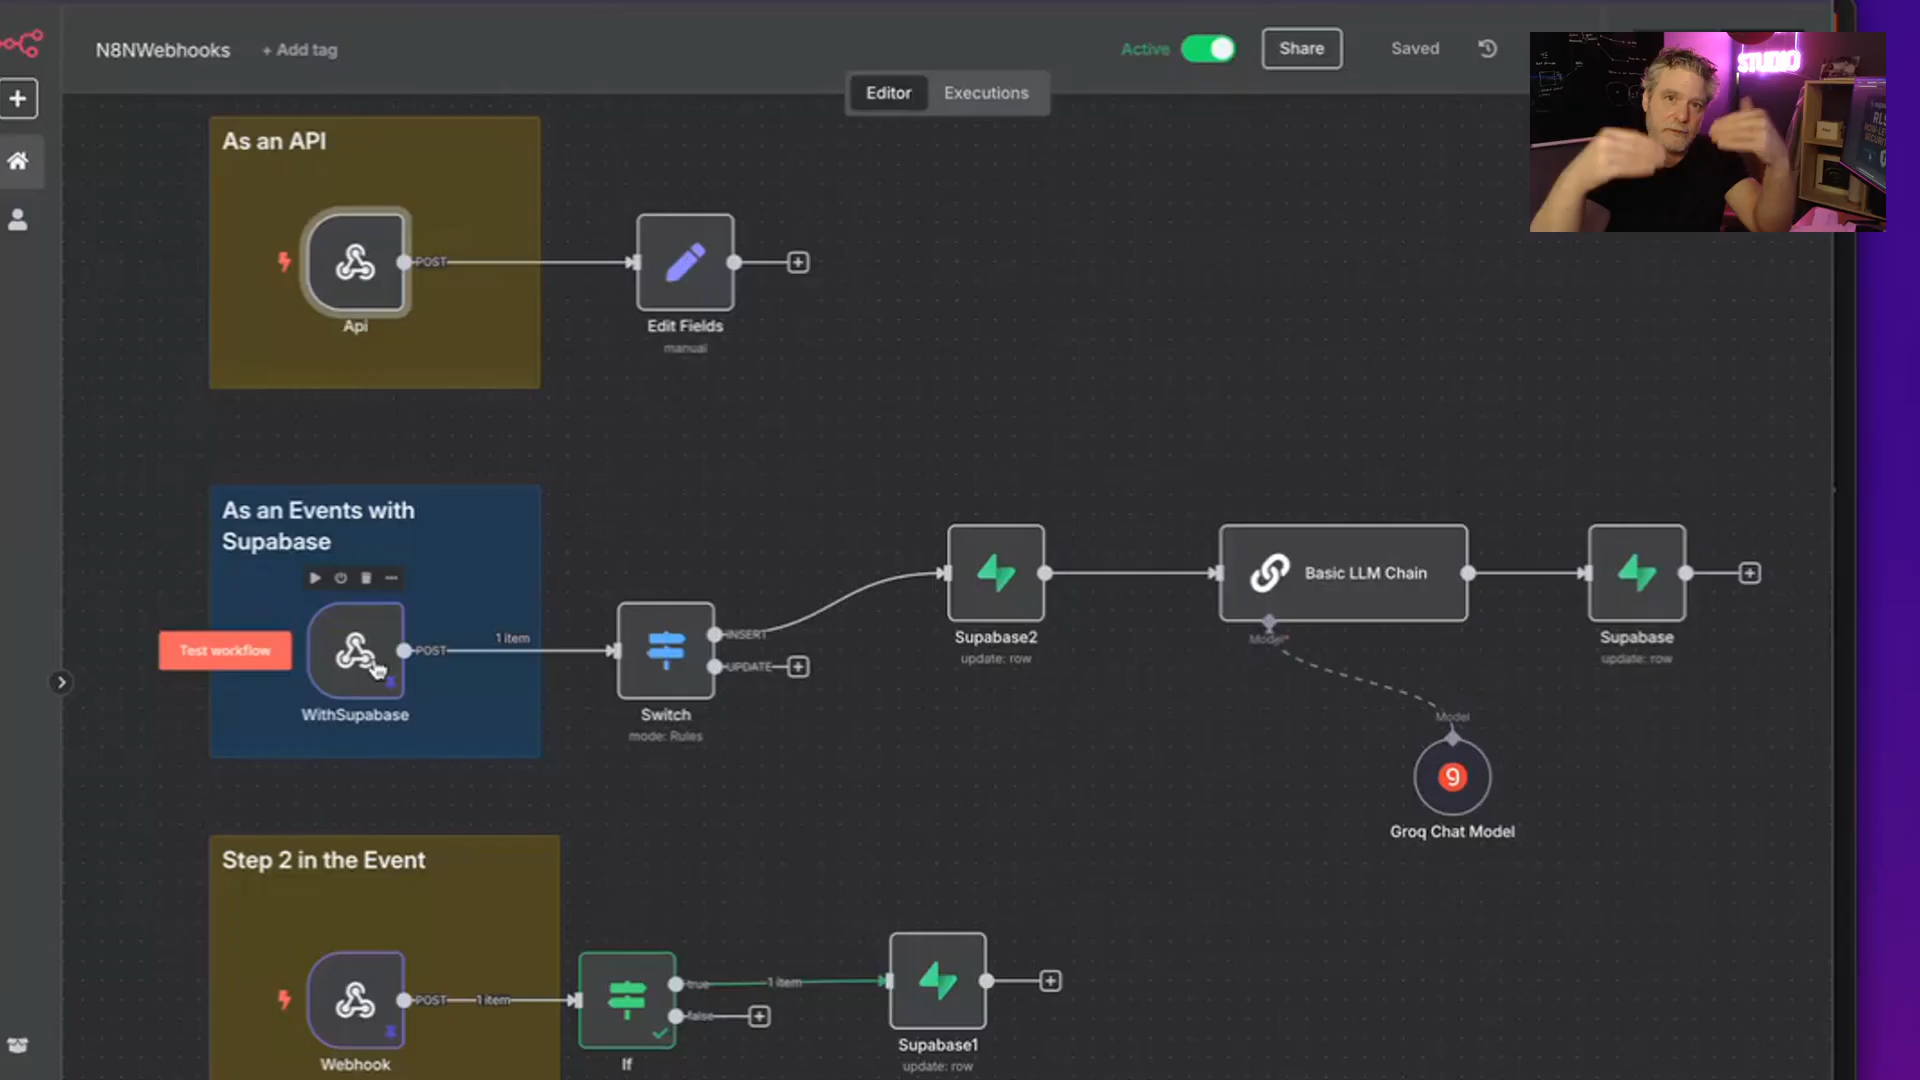 N8NWebhooks
+ Add tag
Active
Share
Saved
Editor
Executions
STUDIO
As an API
POST
Api
Edit Fields
manual
As an Events with
Supabase
Test workflow
POST
1 item
WithSupabase
Switch
mode: Rules
INSERT
UPDATE
Supabase2
update: row
Basic LLM Chain
Model*
Supabase
update: row
Model
9
Groq Chat Model
Step 2 in the Event
POST
1 item
Webhook
If
true
1 item
false
Supabase1
update: row